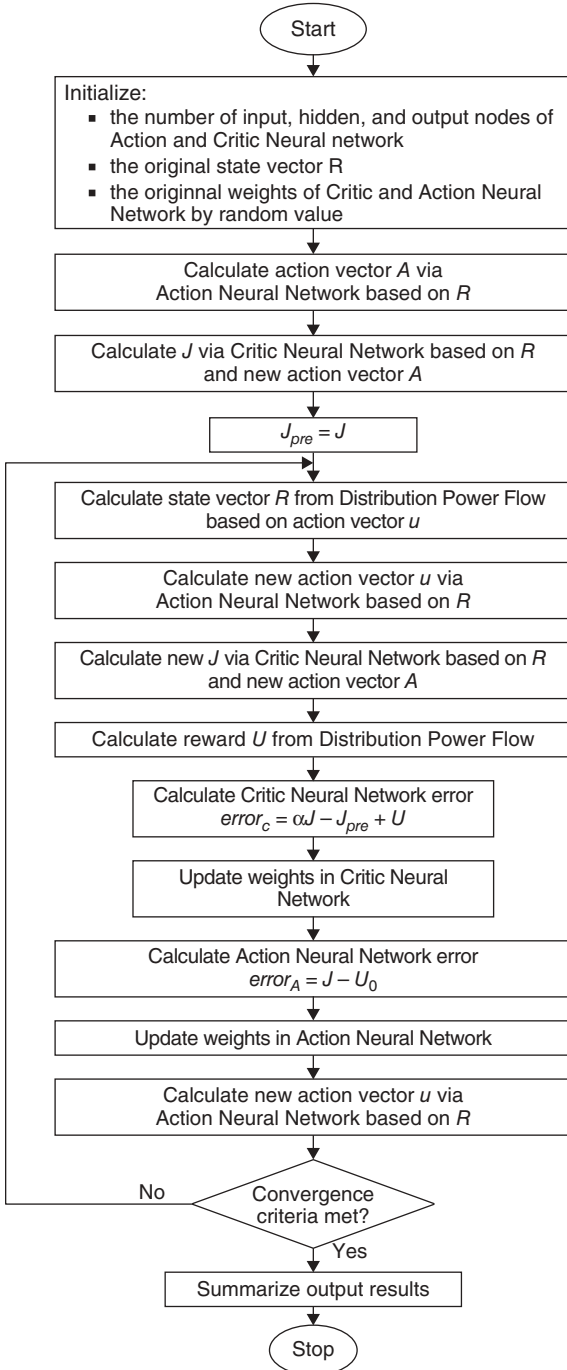 Start
Initialize:
▪ the number of input, hidden, and output nodes of
Action and Critic Neural network
▪ the original state vector R
▪ the originnal weights of Critic and Action Neural
Network by random value
Calculate action vector A via
Action Neural Network based on R
Calculate J via Critic Neural Network based on R
and new action vector A
J_pre = J
Calculate state vector R from Distribution Power Flow
based on action vector u
Calculate new action vector u via
Action Neural Network based on R
Calculate new J via Critic Neural Network based on R
and new action vector A
Calculate reward U from Distribution Power Flow
Calculate Critic Neural Network error
error_c = αJ – J_pre + U
Update weights in Critic Neural
Network
Calculate Action Neural Network error
error_A = J – U_0
Update weights in Action Neural Network
Calculate new action vector u via
Action Neural Network based on R
No
Convergence
criteria met?
Yes
Summarize output results
Stop